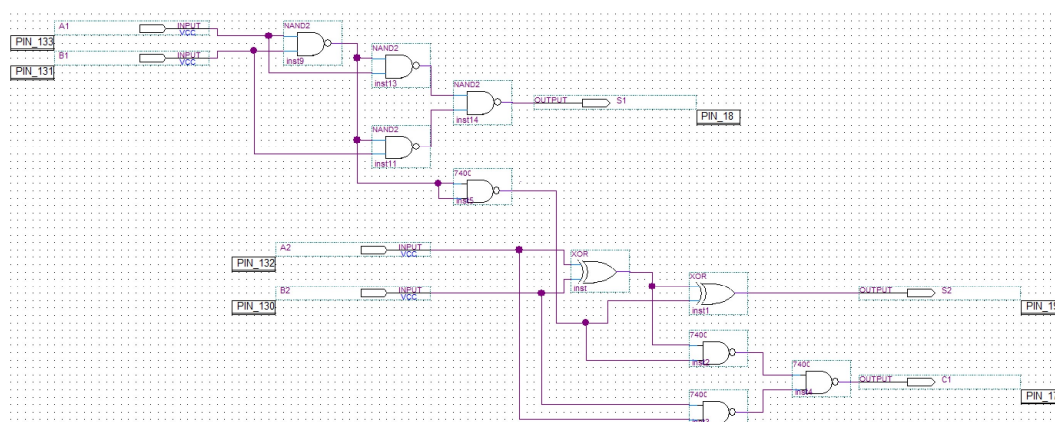 A1 INPUT
VCC
PIN_133
B1 INPUT
VCC
PIN_131
NAND2
inst9
NAND2
inst13
NAND2
inst14
OUTPUT S1
PIN_18
NAND2
inst11
7400
inst5
A2 INPUT
VCC
PIN_132
XOR
inst
B2 INPUT
VCC
PIN_130
XOR
inst1
OUTPUT S2
7400
inst2
7400
inst4
OUTPUT C1
7400